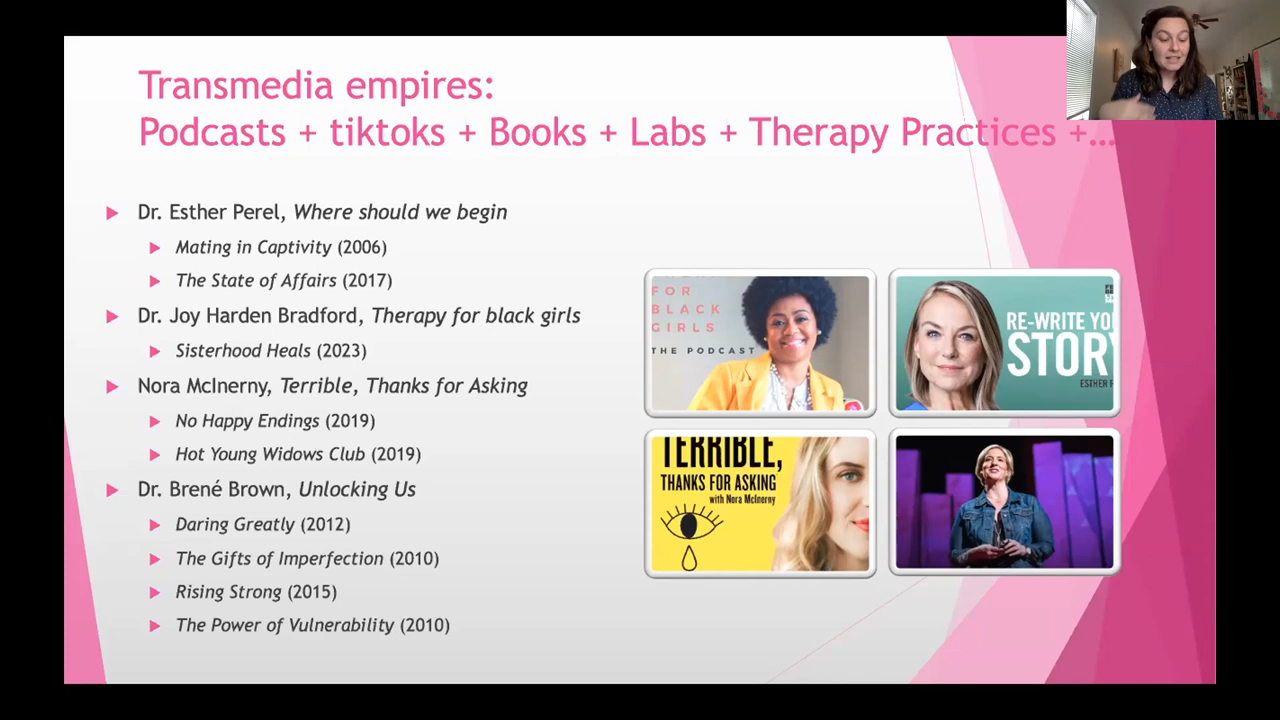 Transmedia empires:
Podcasts + tiktoks + Books + Labs + Therapy Practices +…
Dr. Esther Perel, Where should we begin
Mating in Captivity (2006)
The State of Affairs (2017)
Dr. Joy Harden Bradford, Therapy for black girls
Sisterhood Heals (2023)
Nora McInerny, Terrible, Thanks for Asking
No Happy Endings (2019)
Hot Young Widows Club (2019)
Dr. Brené Brown, Unlocking Us
Daring Greatly (2012)
The Gifts of Imperfection (2010)
Rising Strong (2015)
The Power of Vulnerability (2010)
FOR
BLACK
GIRLS
THE PODCAST
RE-WRITE YO
STOR
ESTHER
TERRIBLE,
THANKS FOR ASKING
with Nora McInerny